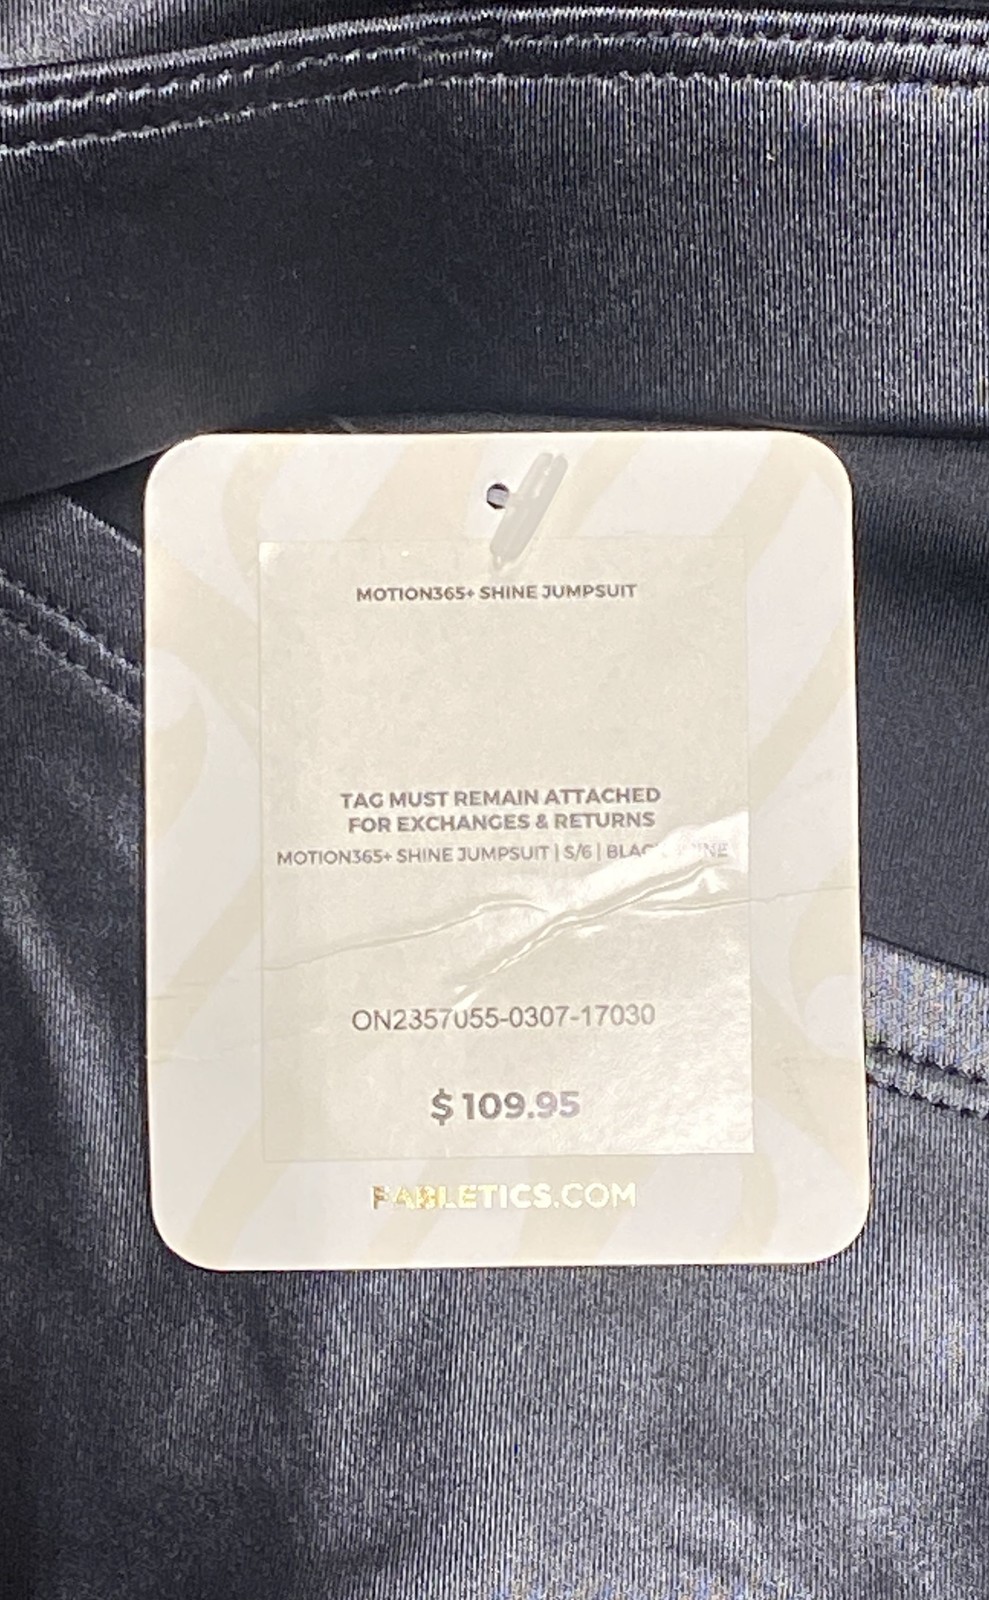 MOTION365+ SHINE JUMPSUIT
TAG MUST REMAIN ATTACHED
FOR EXCHANGES & RETURNS
MOTION365+ SHINE JUMPSUIT | S/6 |
ON2357055-0307-17030
$ 109.95
FABLETICS.COM